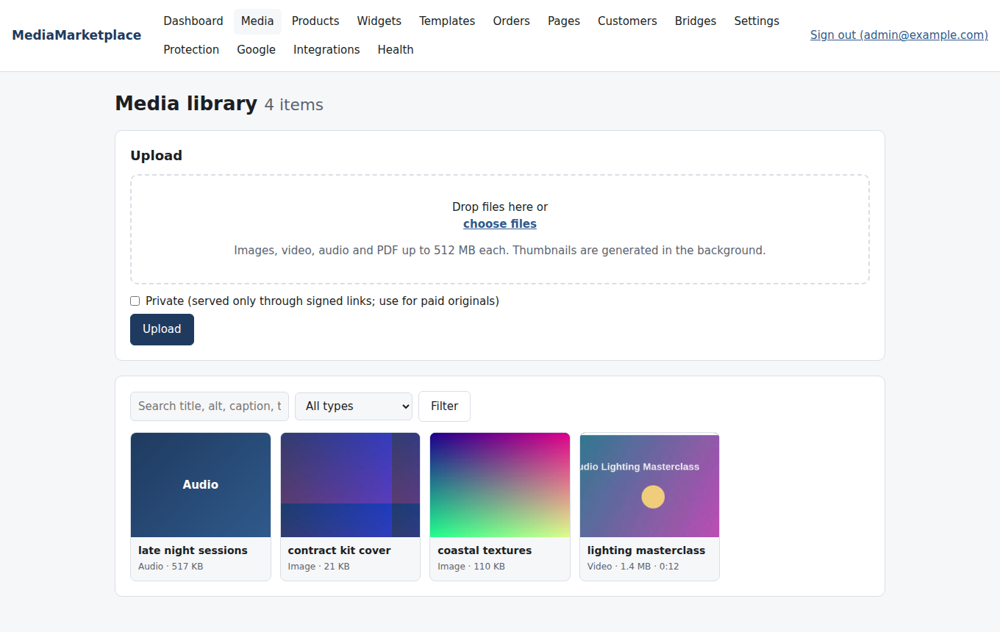 MediaMarketplace
Dashboard Media Products Widgets Templates Orders Pages Customers Bridges Settings
Protection Google Integrations Health
Sign out (admin@example.com)
Media library 4 items
Upload
Drop files here or
choose files
Images, video, audio and PDF up to 512 MB each. Thumbnails are generated in the background.
Private (served only through signed links; use for paid originals)
Upload
Search title, alt, caption, t All types Filter
Audio
udio Lighting Masterclass
late night sessions
Audio · 517 KB
contract kit cover
Image · 21 KB
coastal textures
Image · 110 KB
lighting masterclass
Video · 1.4 MB · 0:12